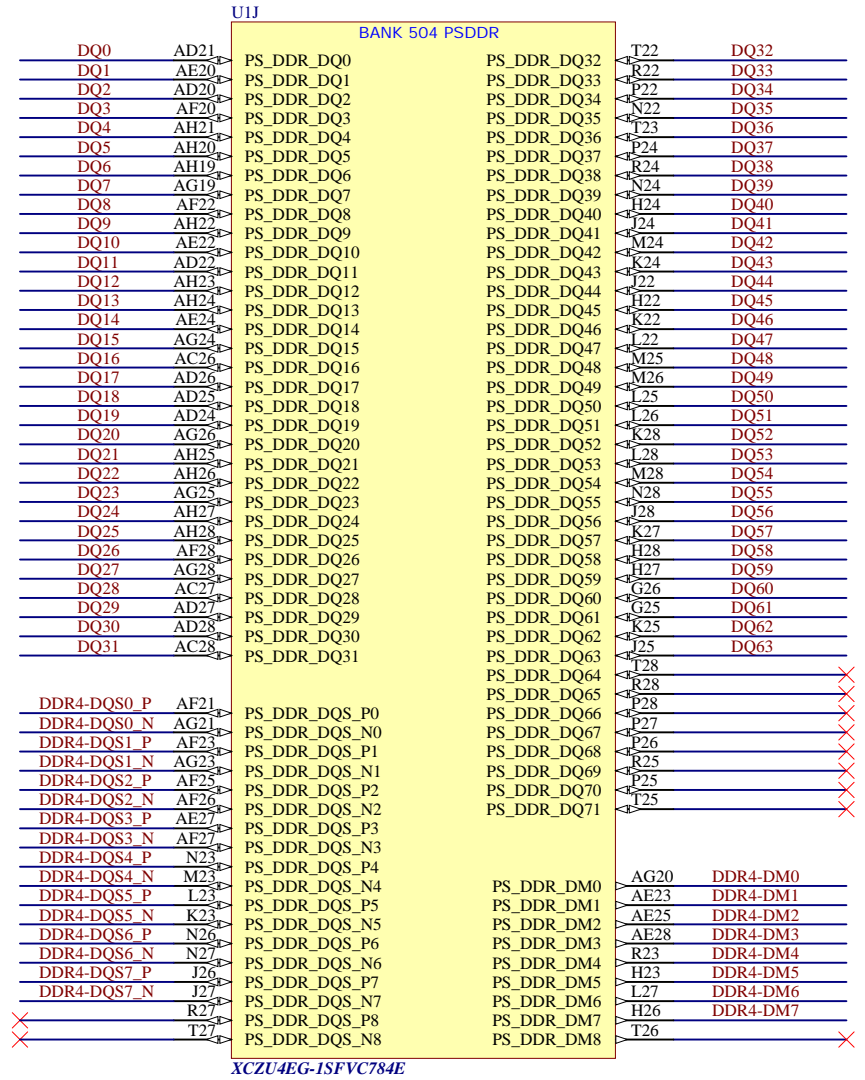 U1J
BANK 504 PSDDR
DQ0 AD21 PS_DDR_DQ0 PS_DDR_DQ32 T22 DQ32
DQ1 AE20 PS_DDR_DQ1 PS_DDR_DQ33 R22 DQ33
DQ2 AD20 PS_DDR_DQ2 PS_DDR_DQ34 P22 DQ34
DQ3 AF20 PS_DDR_DQ3 PS_DDR_DQ35 N22 DQ35
DQ4 AH21 PS_DDR_DQ4 PS_DDR_DQ36 T23 DQ36
DQ5 AH20 PS_DDR_DQ5 PS_DDR_DQ37 P24 DQ37
DQ6 AH19 PS_DDR_DQ6 PS_DDR_DQ38 R24 DQ38
DQ7 AG19 PS_DDR_DQ7 PS_DDR_DQ39 N24 DQ39
DQ8 AF22 PS_DDR_DQ8 PS_DDR_DQ40 H24 DQ40
DQ9 AH22 PS_DDR_DQ9 PS_DDR_DQ41 J24 DQ41
DQ10 AE22 PS_DDR_DQ10 PS_DDR_DQ42 M24 DQ42
DQ11 AD22 PS_DDR_DQ11 PS_DDR_DQ43 K24 DQ43
DQ12 AH23 PS_DDR_DQ12 PS_DDR_DQ44 J22 DQ44
DQ13 AH24 PS_DDR_DQ13 PS_DDR_DQ45 H22 DQ45
DQ14 AE24 PS_DDR_DQ14 PS_DDR_DQ46 K22 DQ46
DQ15 AG24 PS_DDR_DQ15 PS_DDR_DQ47 L22 DQ47
DQ16 AC26 PS_DDR_DQ16 PS_DDR_DQ48 M25 DQ48
DQ17 AD26 PS_DDR_DQ17 PS_DDR_DQ49 M26 DQ49
DQ18 AD25 PS_DDR_DQ18 PS_DDR_DQ50 L25 DQ50
DQ19 AD24 PS_DDR_DQ19 PS_DDR_DQ51 L26 DQ51
DQ20 AG26 PS_DDR_DQ20 PS_DDR_DQ52 K28 DQ52
DQ21 AH25 PS_DDR_DQ21 PS_DDR_DQ53 L28 DQ53
DQ22 AH26 PS_DDR_DQ22 PS_DDR_DQ54 M28 DQ54
DQ23 AG25 PS_DDR_DQ23 PS_DDR_DQ55 N28 DQ55
DQ24 AH27 PS_DDR_DQ24 PS_DDR_DQ56 J28 DQ56
DQ25 AH28 PS_DDR_DQ25 PS_DDR_DQ57 K27 DQ57
DQ26 AF28 PS_DDR_DQ26 PS_DDR_DQ58 H28 DQ58
DQ27 AG28 PS_DDR_DQ27 PS_DDR_DQ59 H27 DQ59
DQ28 AC27 PS_DDR_DQ28 PS_DDR_DQ60 G26 DQ60
DQ29 AD27 PS_DDR_DQ29 PS_DDR_DQ61 G25 DQ61
DQ30 AD28 PS_DDR_DQ30 PS_DDR_DQ62 K25 DQ62
DQ31 AC28 PS_DDR_DQ31 PS_DDR_DQ63 J25 DQ63
PS_DDR_DQ64 T28
PS_DDR_DQ65 R28
DDR4-DQS0_P AF21 PS_DDR_DQS_P0 PS_DDR_DQ66 P28
DDR4-DQS0_N AG21 PS_DDR_DQS_N0 PS_DDR_DQ67 P27
DDR4-DQS1_P AF23 PS_DDR_DQS_P1 PS_DDR_DQ68 P26
DDR4-DQS1_N AG23 PS_DDR_DQS_N1 PS_DDR_DQ69 R25
DDR4-DQS2_P AF25 PS_DDR_DQS_P2 PS_DDR_DQ70 P25
DDR4-DQS2_N AF26 PS_DDR_DQS_N2 PS_DDR_DQ71 T25
DDR4-DQS3_P AE27 PS_DDR_DQS_P3
DDR4-DQS3_N AF27 PS_DDR_DQS_N3
DDR4-DQS4_P N23 PS_DDR_DQS_P4
DDR4-DQS4_N M23 PS_DDR_DQS_N4 PS_DDR_DM0 AG20 DDR4-DM0
DDR4-DQS5_P L23 PS_DDR_DQS_P5 PS_DDR_DM1 AE23 DDR4-DM1
DDR4-DQS5_N K23 PS_DDR_DQS_N5 PS_DDR_DM2 AE25 DDR4-DM2
DDR4-DQS6_P N26 PS_DDR_DQS_P6 PS_DDR_DM3 AE28 DDR4-DM3
DDR4-DQS6_N N27 PS_DDR_DQS_N6 PS_DDR_DM4 R23 DDR4-DM4
DDR4-DQS7_P J26 PS_DDR_DQS_P7 PS_DDR_DM5 H23 DDR4-DM5
DDR4-DQS7_N J27 PS_DDR_DQS_N7 PS_DDR_DM6 L27 DDR4-DM6
R27 PS_DDR_DQS_P8 PS_DDR_DM7 H26 DDR4-DM7
T27 PS_DDR_DQS_N8 PS_DDR_DM8 T26
XCZU4EG-1SFVC784E